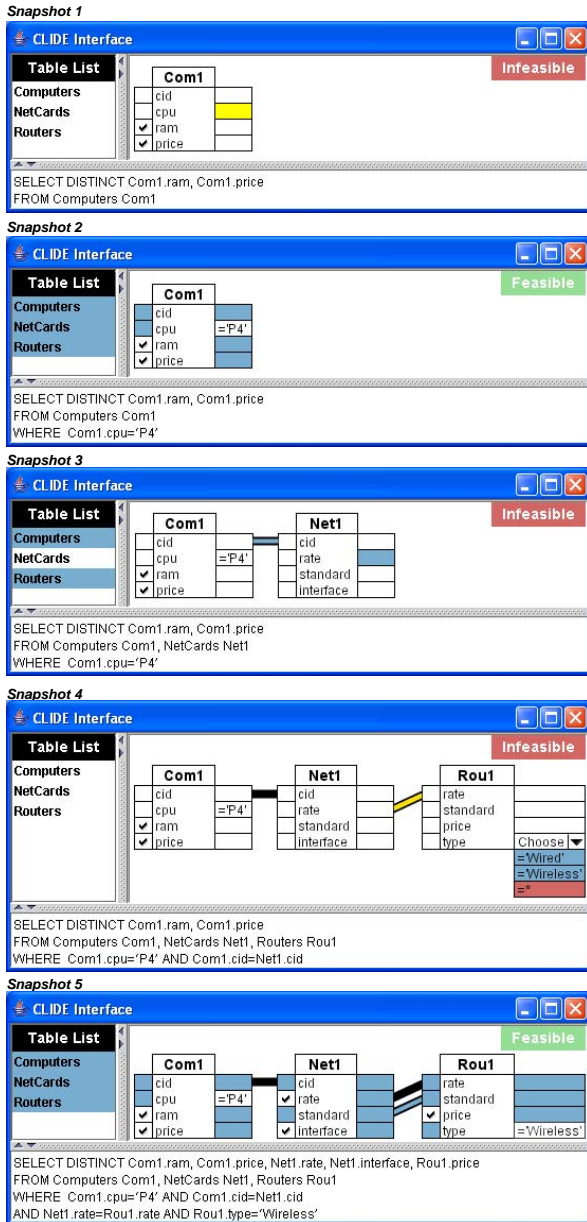 Snapshot 1
CLIDE Interface
Table List
Com1
Infeasible
Computers
NetCards
Routers
cid
cpu
ram
price
SELECT DISTINCT Com1.ram, Com1.price
FROM Computers Com1
Snapshot 2
CLIDE Interface
Table List
Com1
Feasible
Computers
NetCards
Routers
cid
cpu ='P4'
ram
price
SELECT DISTINCT Com1.ram, Com1.price
FROM Computers Com1
WHERE Com1.cpu='P4'
Snapshot 3
CLIDE Interface
Table List
Com1 Net1
Infeasible
Computers
NetCards
Routers
cid cid
cpu ='P4' rate
ram standard
price interface
SELECT DISTINCT Com1.ram, Com1.price
FROM Computers Com1, NetCards Net1
WHERE Com1.cpu='P4'
Snapshot 4
CLIDE Interface
Table List
Infeasible
Computers
NetCards
Routers
Com1 Net1 Rou1
cid cid rate
cpu ='P4' rate standard
ram standard price
price interface type Choose
='Wired'
='Wireless'
=*
SELECT DISTINCT Com1.ram, Com1.price
FROM Computers Com1, NetCards Net1, Routers Rou1
WHERE Com1.cpu='P4' AND Com1.cid=Net1.cid
Snapshot 5
CLIDE Interface
Table List
Feasible
Computers
NetCards
Routers
Com1 Net1 Rou1
cid cid rate
cpu ='P4' rate standard
ram standard price
price interface type ='Wireless'
SELECT DISTINCT Com1.ram, Com1.price, Net1.rate, Net1.interface, Rou1.price
FROM Computers Com1, NetCards Net1, Routers Rou1
WHERE Com1.cpu='P4' AND Com1.cid=Net1.cid
AND Net1.rate=Rou1.rate AND Rou1.type='Wireless'